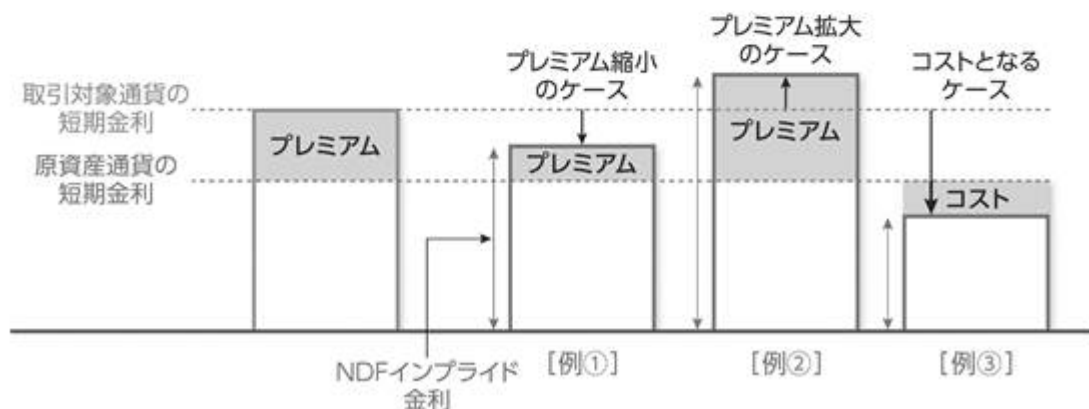 取引対象通貨の
短期金利
原資産通貨の
短期金利
プレミアム
プレミアム縮小
のケース
プレミアム
プレミアム拡大
のケース
プレミアム
コストとなる
ケース
コスト
NDFインプライド
金利
[例①]
[例②]
[例③]